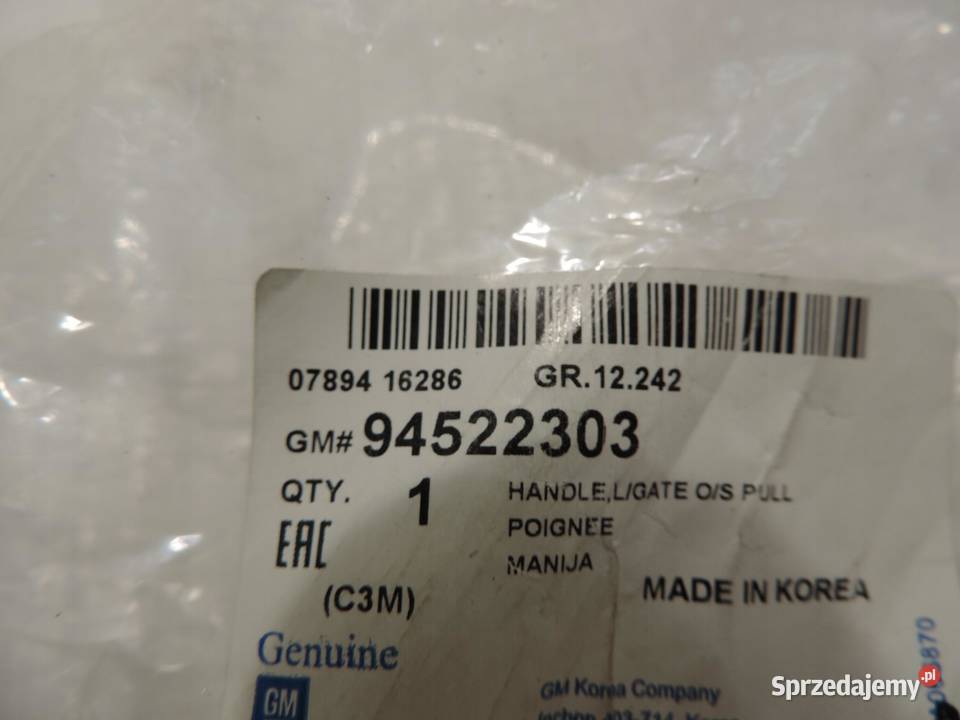 07894 16286 GR.12.242
GM# 94522303
QTY. 1 HANDLE,L/GATE O/S PULL
EAC POIGNEE
MANIJA
(C3M) MADE IN KOREA
Genuine
GM
GM Korea Company
Sprzedajemy.pl